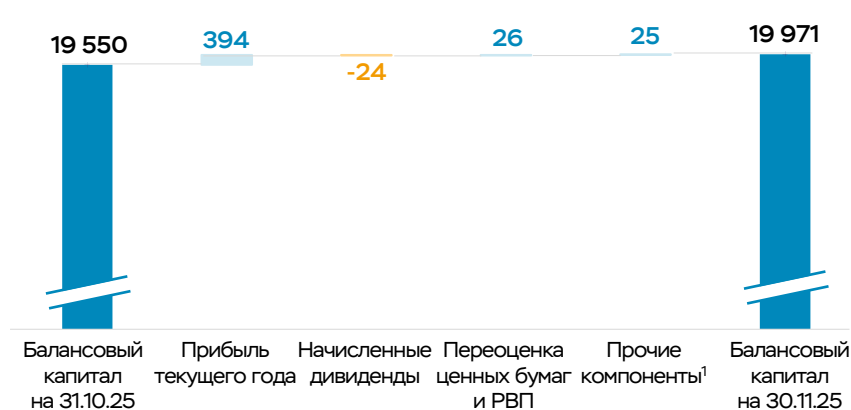 19 550
394
-24
26
25
19 971
Балансовый
капитал
на 31.10.25
Прибыль
текущего года
Начисленные
дивиденды
Переоценка
ценных бумаг
и РВП
Прочие
компоненты¹
Балансовый
капитал
на 30.11.25